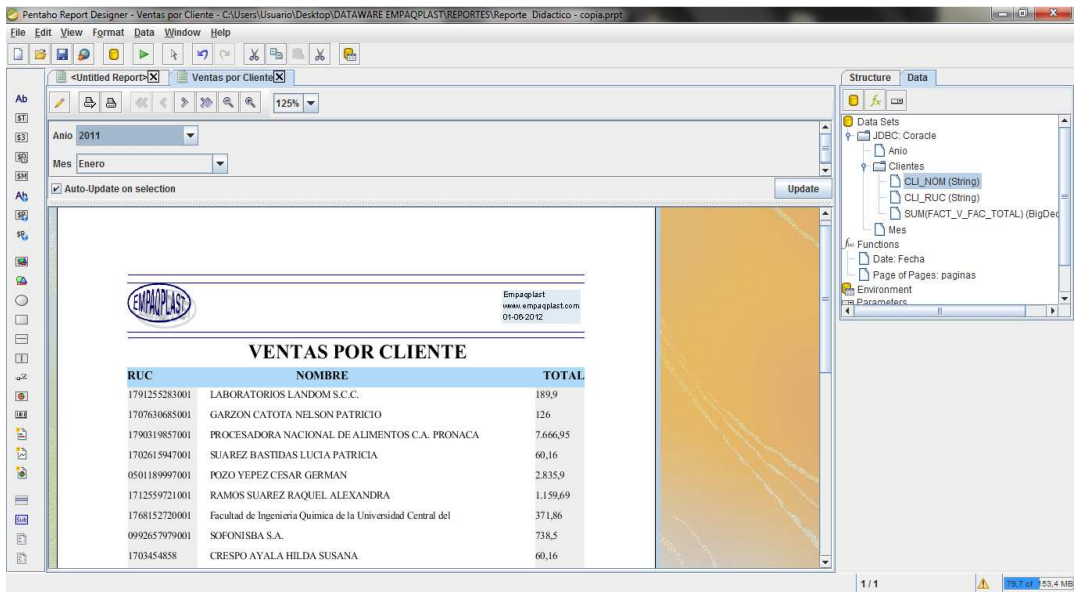 Pentaho Report Designer - Ventas por Cliente - C:\Users\Usuario\Desktop\DATAWARE EMPAQPLAST\REPORTES\Reporte Didactico - copia.prpt
File Edit View Format Data Window Help
<Untitled Report> Ventas por Cliente
125%
Anio 2011
Mes Enero
Auto-Update on selection Update
EMPAQPLAST
Empaqplast
www.empaqplast.com
01-06-2012
VENTAS POR CLIENTE
RUC NOMBRE TOTAL
1791255283001 LABORATORIOS LANDOM S.C.C. 189,9
1707630685001 GARZON CATOTA NELSON PATRICIO 126
1790319857001 PROCESADORA NACIONAL DE ALIMENTOS C.A. PRONACA 7.666,95
1702615947001 SUAREZ BASTIDAS LUCIA PATRICIA 60,16
0501189997001 POZO YEPEZ CESAR GERMAN 2.835,9
1712559721001 RAMOS SUAREZ RAQUEL ALEXANDRA 1.159,69
1768152720001 Facultad de Ingenieria Quimica de la Universidad Central del 371,86
0992657979001 SOFONISBA S.A. 738,5
1703454858 CRESPO AYALA HILDA SUSANA 60,16
Structure Data
Data Sets
JDBC: Coracle
Anio
Clientes
CLI_NOM (String)
CLI_RUC (String)
SUM(FACT_V_FAC_TOTAL) (BigDec
Mes
Functions
Date: Fecha
Page of Pages: paginas
Environment
Parameters
1 / 1
79,7 of 153,4 MB